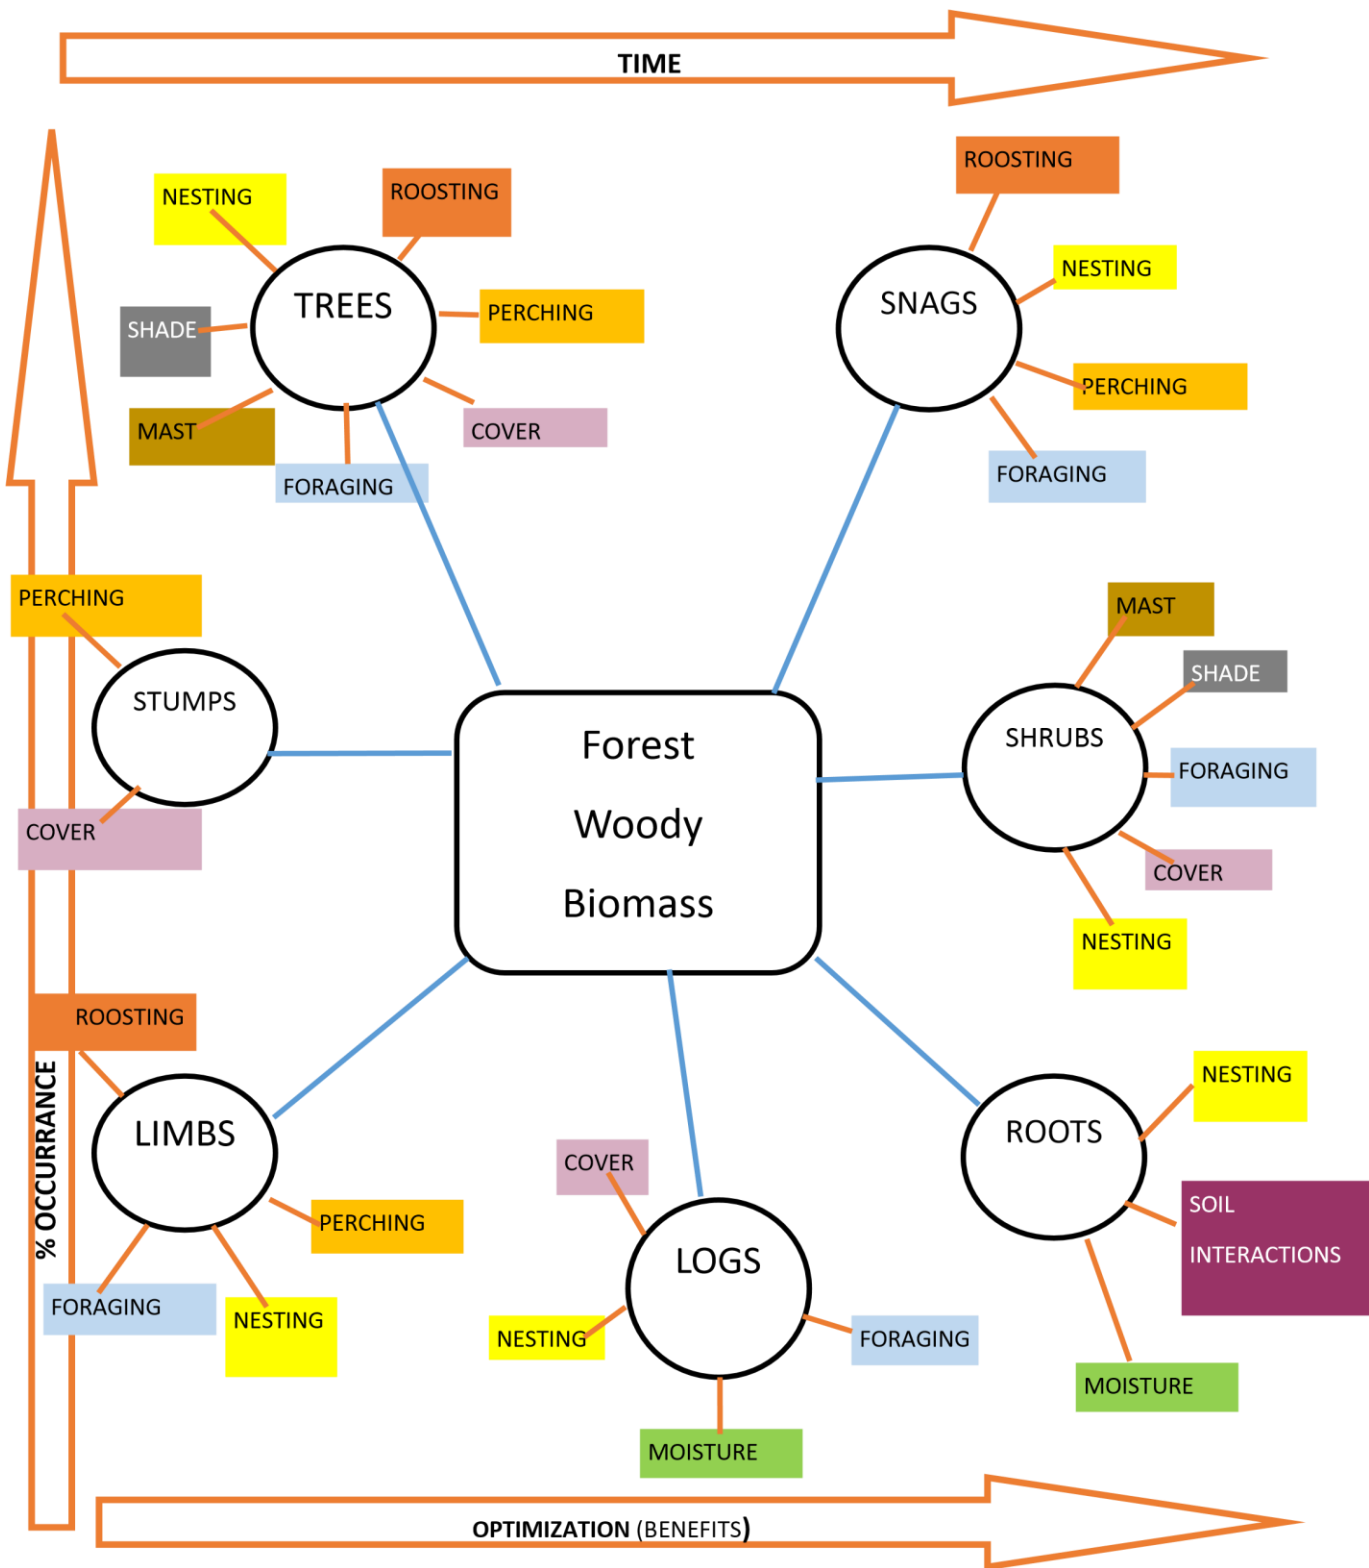 TIME
ROOSTING
NESTING
ROOSTING
TREES
SNAGS
NESTING
PERCHING
SHADE
PERCHING
MAST
COVER
FORAGING
FORAGING
PERCHING
MAST
STUMPS
SHADE
SHRUBS
FORAGING
COVER
COVER
NESTING
Forest
Woody
Biomass
ROOSTING
% OCCURRANCE
LIMBS
PERCHING
FORAGING
NESTING
COVER
LOGS
NESTING
FORAGING
MOISTURE
ROOTS
NESTING
SOIL
INTERACTIONS
MOISTURE
OPTIMIZATION (BENEFITS)